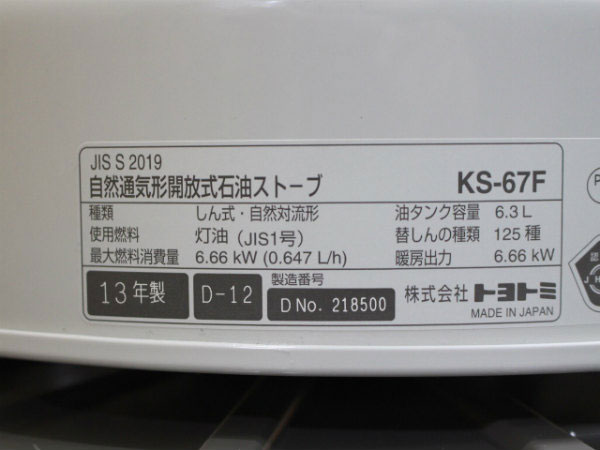 JIS S 2019
自然通気形開放式石油ストーブ KS-67F
種類 しん式・自然対流形 油タンク容量 6.3 L
使用燃料 灯油 (JIS1号) 替しんの種類 125 種
最大燃料消費量 6.66 kW (0.647 L/h) 暖房出力 6.66 kW
13年製 D-12 製造番号 D No. 218500 株式会社 トヨトミ
MADE IN JAPAN